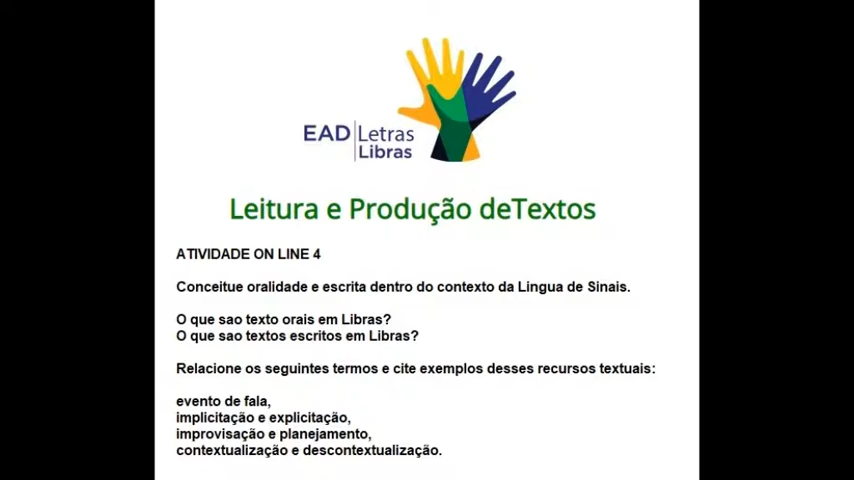 EAD Letras
Libras
Leitura e Produção deTextos
ATIVIDADE ON LINE 4
Conceitue oralidade e escrita dentro do contexto da Lingua de Sinais.
O que sao texto orais em Libras?
O que sao textos escritos em Libras?
Relacione os seguintes termos e cite exemplos desses recursos textuais:
evento de fala,
implicitação e explicitação,
improvisação e planejamento,
contextualização e descontextualização.